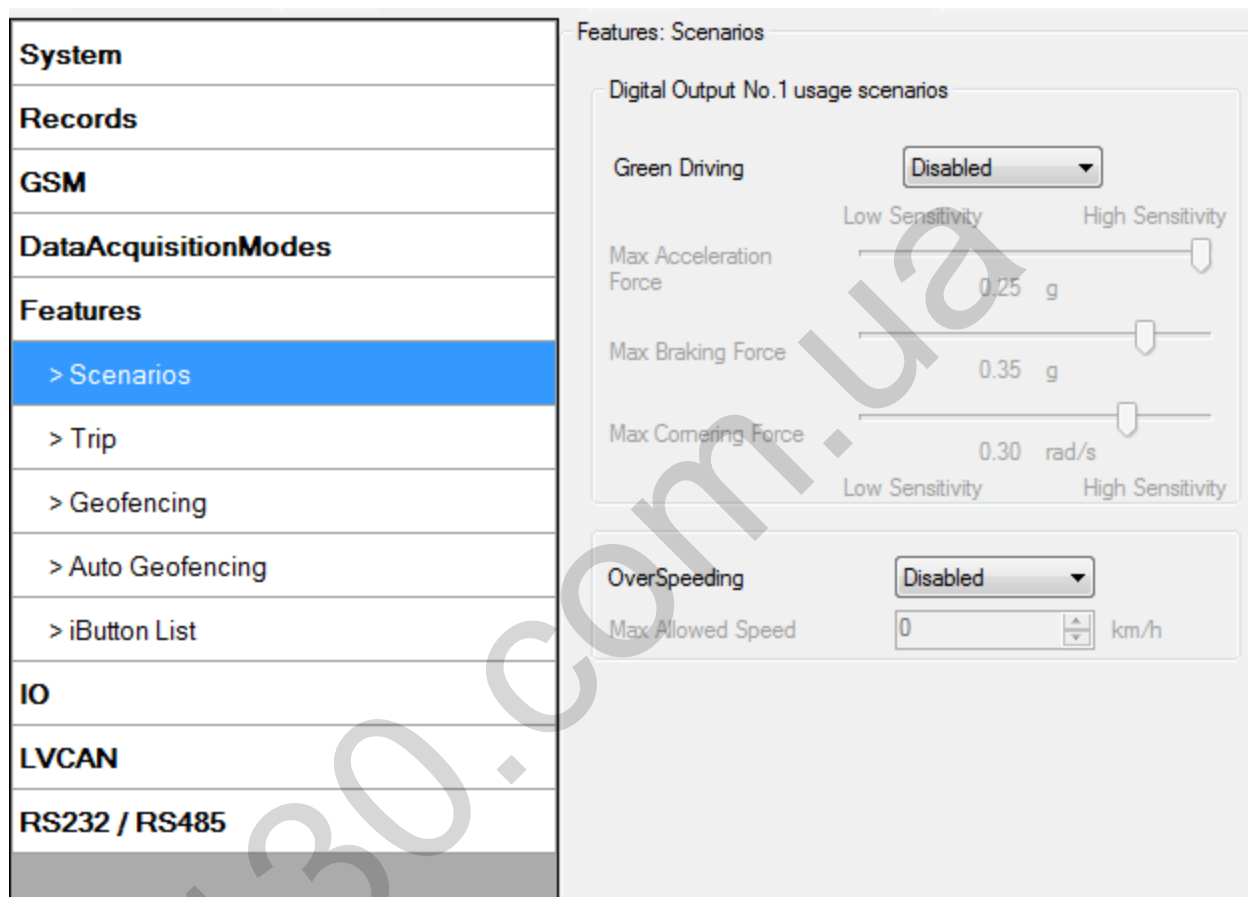 System
Records
GSM
DataAcquisitionModes
Features
> Scenarios
> Trip
> Geofencing
> Auto Geofencing
> iButton List
IO
LVCAN
RS232 / RS485
Features: Scenarios
Digital Output No.1 usage scenarios
Green Driving Disabled
Low Sensitivity High Sensitivity
Max Acceleration
Force
0.25 g
Max Braking Force
0.35 g
Max Cornering Force
0.30 rad/s
Low Sensitivity High Sensitivity
OverSpeeding Disabled
Max Allowed Speed 0 km/h
30.com.ua